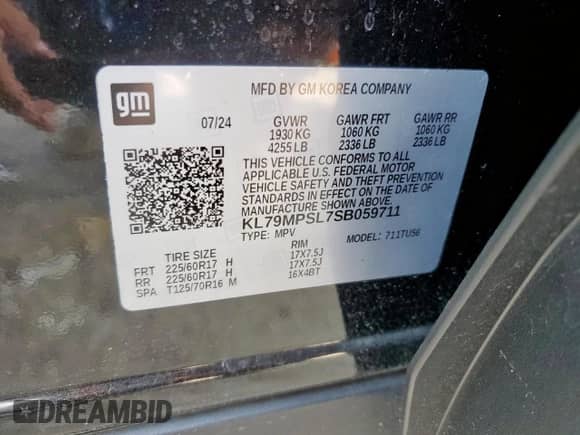 gm
MFD BY GM KOREA COMPANY
07/24 GVWR GAWR FRT GAWR RR
1930 KG 1060 KG 1060 KG
4255 LB 2336 LB 2336 LB
THIS VEHICLE CONFORMS TO ALL
APPLICABLE U.S. FEDERAL MOTOR
VEHICLE SAFETY AND THEFT
PREVENTION STANDARDS
IN EFFECT ON THE DATE OF
MANUFACTURE SHOWN ABOVE.
KL79MPSL7SB059711
TYPE: MPV MODEL: 711TU56
TIRE SIZE RIM
FRT 225/60R17 H 17X7.5J
RR 225/60R17 H 17X7.5J
SPA T125/70R16 M 16X4BT
DREAMBID